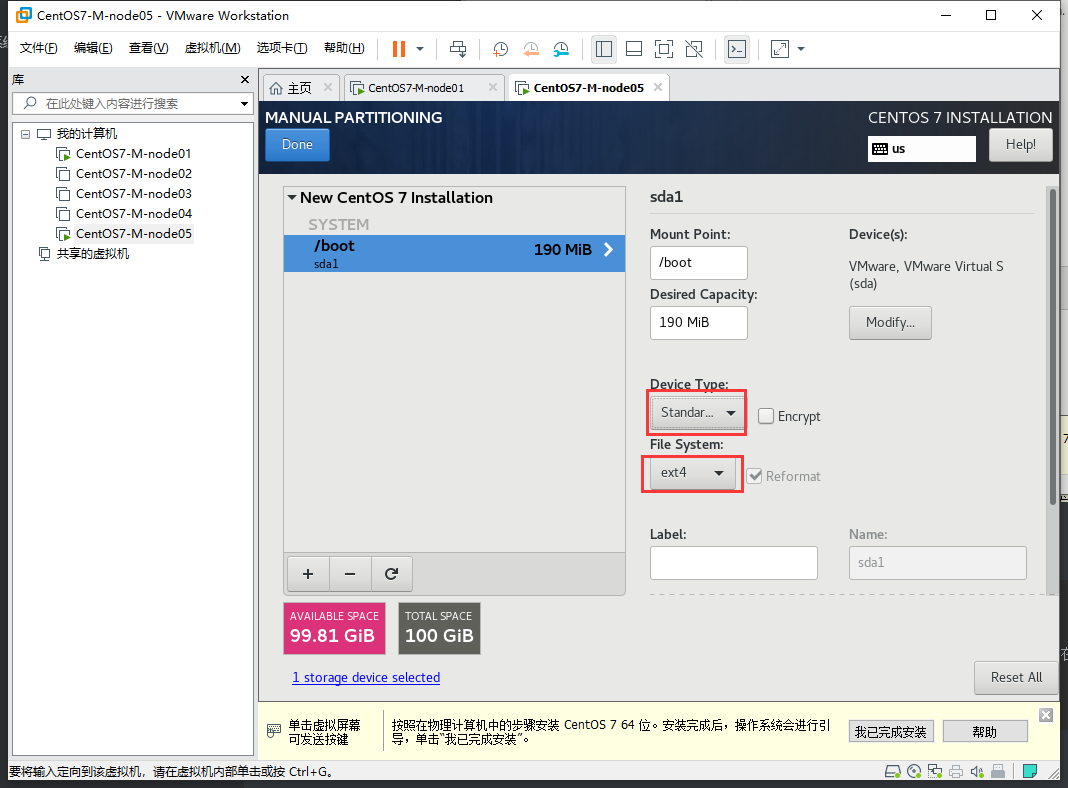 CentOS7-M-node05 - VMware Workstation
文件(F) 编辑(E) 查看(V) 虚拟机(M) 选项卡(T) 帮助(H)
库
在此处键入内容进行搜索
我的计算机
CentOS7-M-node01
CentOS7-M-node02
CentOS7-M-node03
CentOS7-M-node04
CentOS7-M-node05
共享的虚拟机
主页 CentOS7-M-node01 CentOS7-M-node05
MANUAL PARTITIONING
CENTOS 7 INSTALLATION
Done
us
Help!
New CentOS 7 Installation
SYSTEM
/boot
190 MiB
sda1
AVAILABLE SPACE
99.81 GiB
TOTAL SPACE
100 GiB
1 storage device selected
sda1
Mount Point:
/boot
Device(s):
VMware, VMware Virtual S
(sda)
Desired Capacity:
190 MiB
Modify...
Device Type:
Standar...
Encrypt
File System:
ext4
Reformat
Label:
Name:
sda1
Reset All
单击虚拟屏幕
可发送按键
按照在物理计算机中的步骤安装 CentOS 7 64 位。安装完成后，操作系统会进行引
导，单击“我已完成安装”。
我已完成安装
帮助
要将输入定向到该虚拟机，请在虚拟机内部单击或按 Ctrl+G。